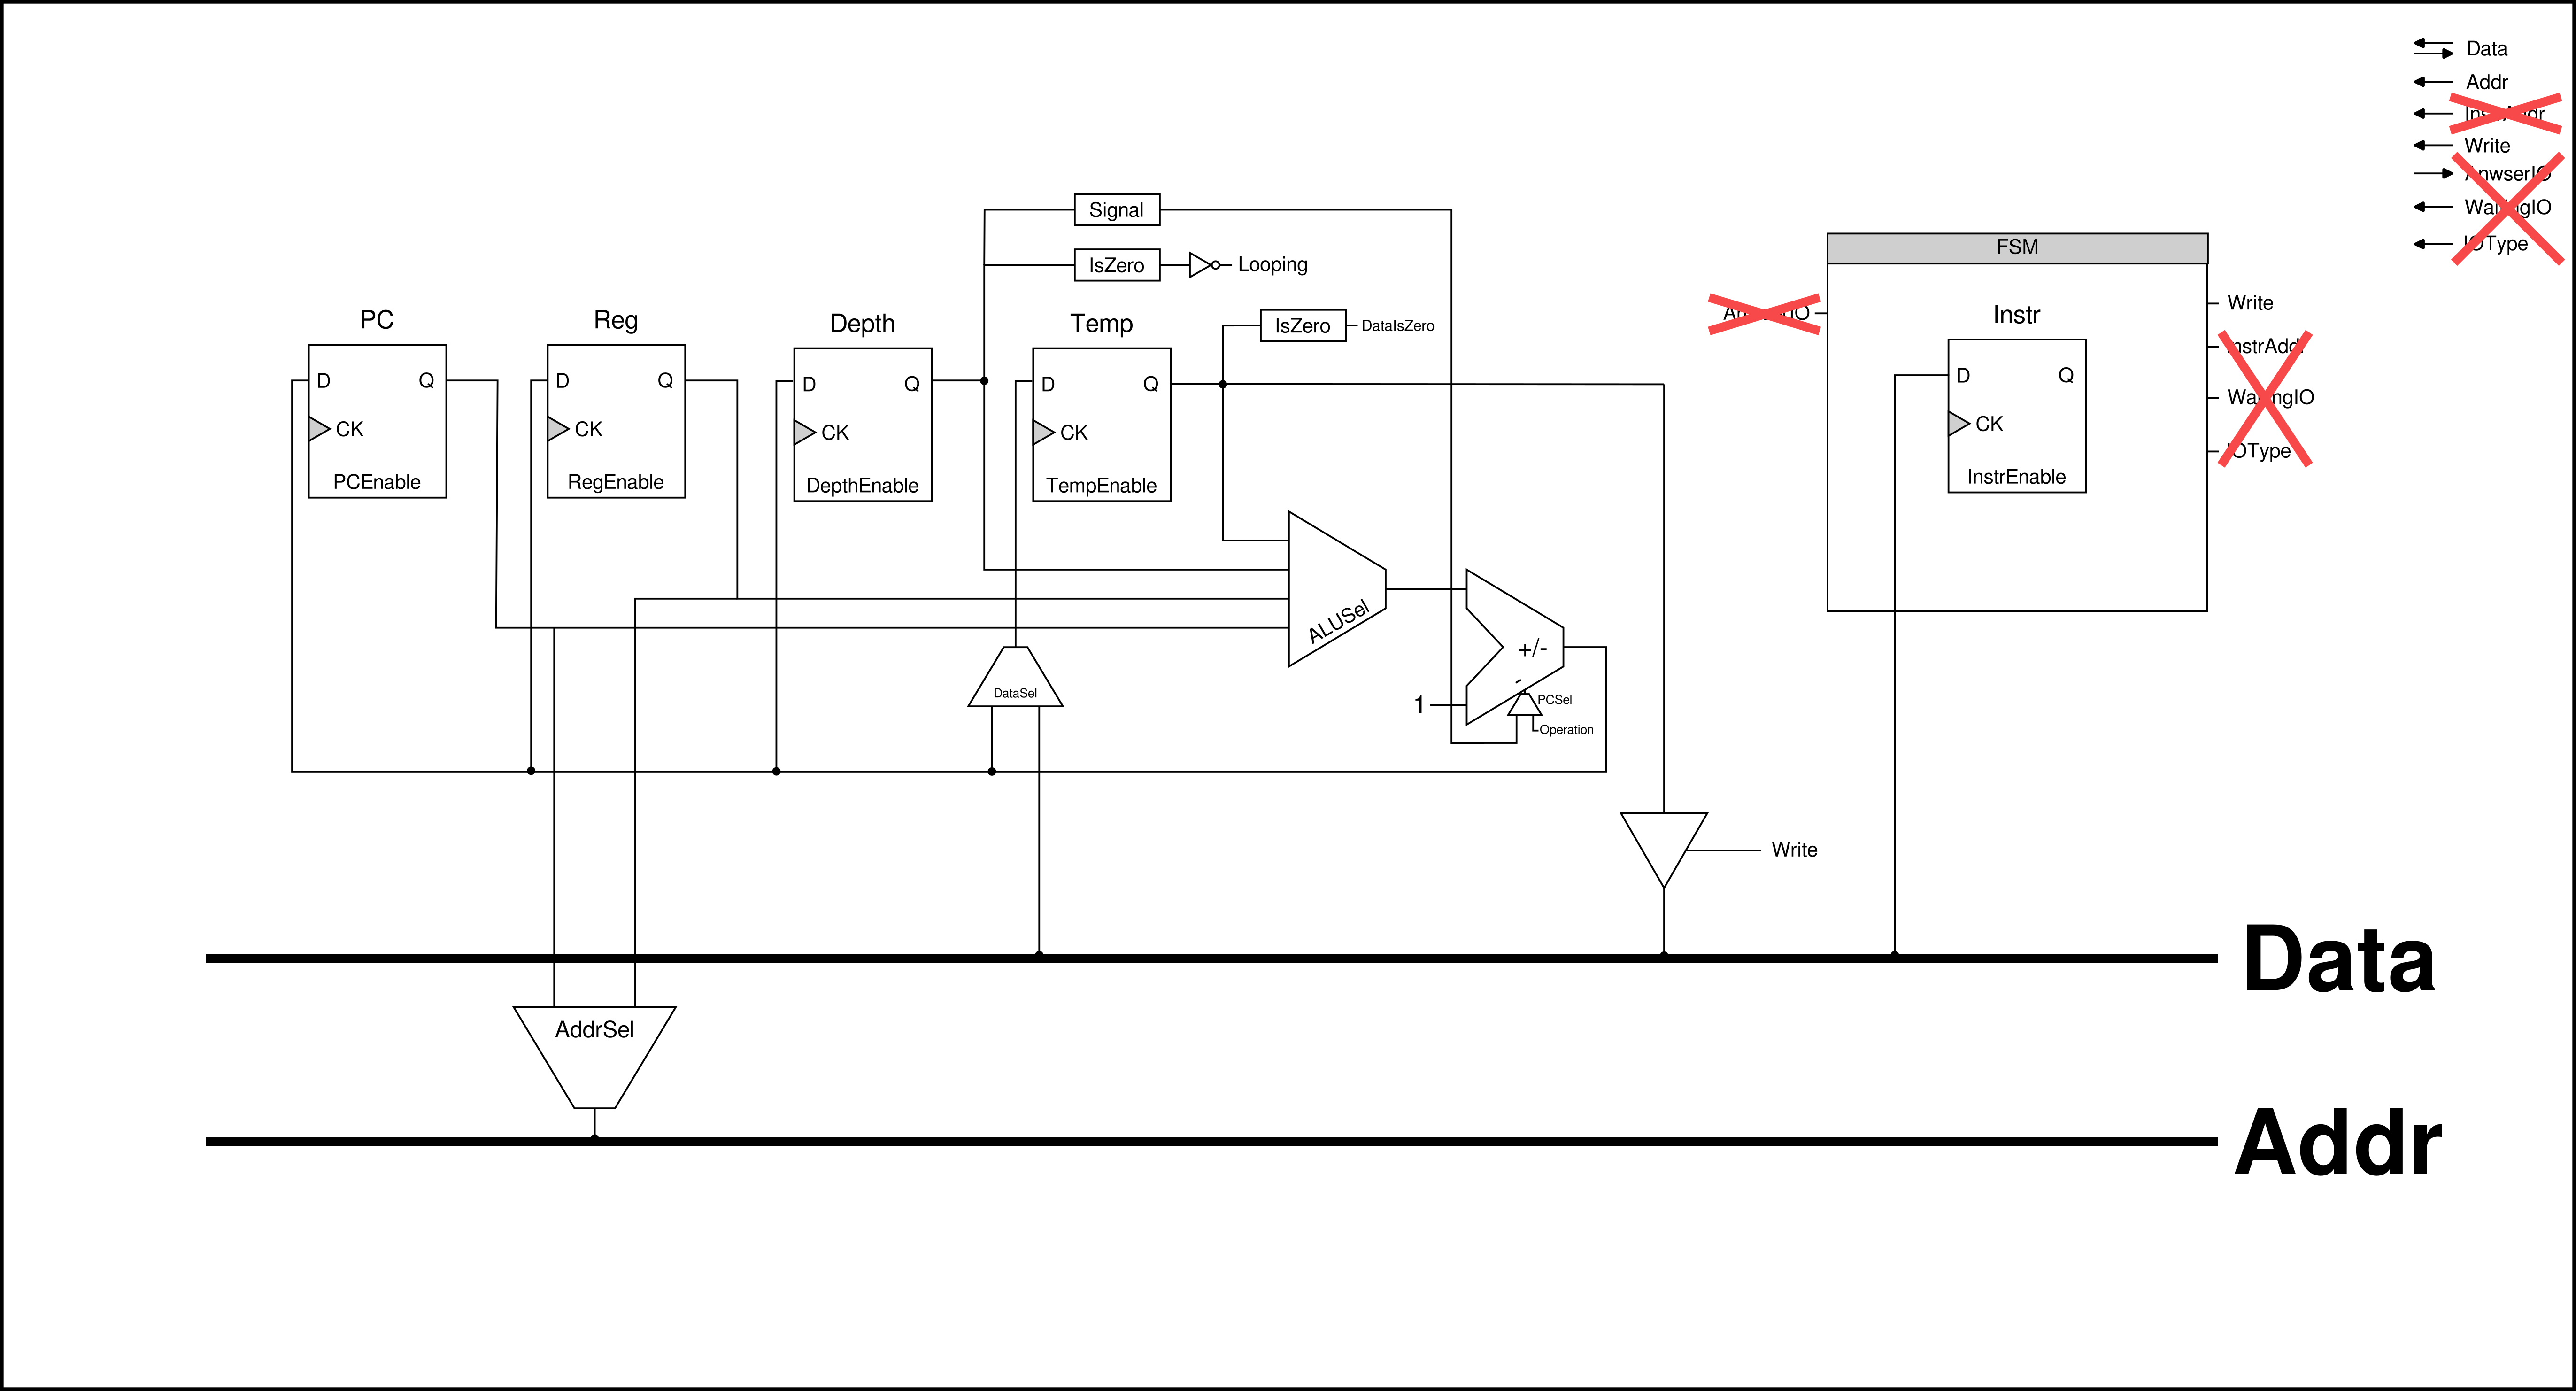 Data
Addr
Write
AnwserIO
WaitingIO
IOType
Signal
IsZero
Looping
FSM
Write
InstrAddr
WaitingIO
IOType
PC
Reg
Depth
Temp
IsZero
DataIsZero
Instr
D
Q
CK
PCEnable
D
Q
CK
RegEnable
D
Q
CK
DepthEnable
D
Q
CK
TempEnable
D
Q
CK
InstrEnable
ALUSel
+/-
-
1
PCSel
Operation
DataSel
Write
Data
AddrSel
Addr